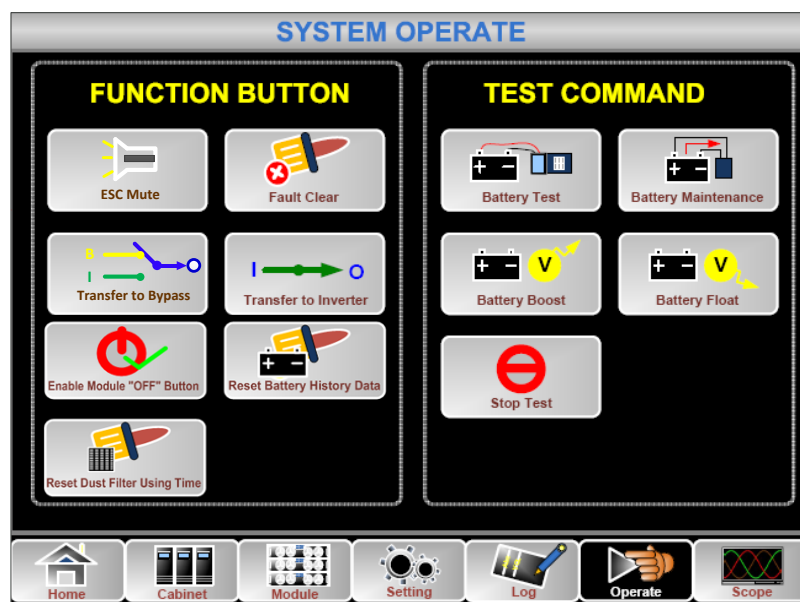 SYSTEM OPERATE
FUNCTION BUTTON
ESC Mute
Fault Clear
B
I
Transfer to Bypass
I O
Transfer to Inverter
Enable Module "OFF" Button
Reset Battery History Data
Reset Dust Filter Using Time
TEST COMMAND
Battery Test
Battery Maintenance
V
Battery Boost
V
Battery Float
Stop Test
Home
Cabinet
Module
Setting
Log
Operate
Scope